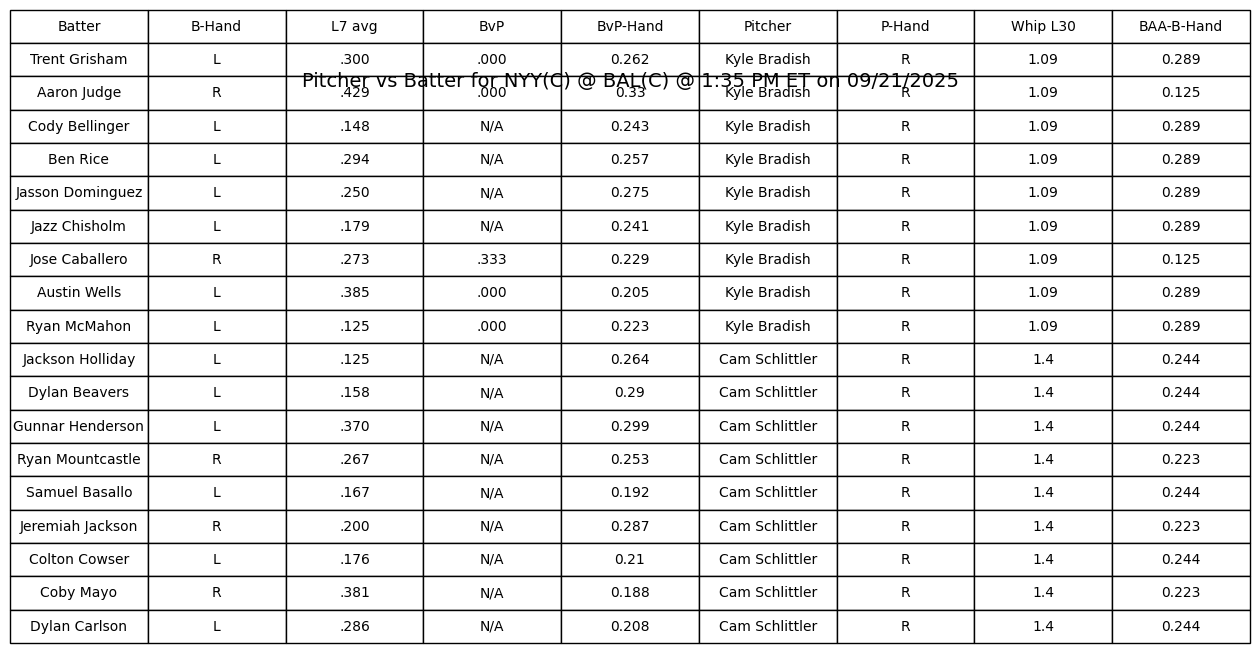 Batter B-Hand L7 avg BvP BvP-Hand Pitcher P-Hand Whip L30 BAA-B-Hand
Trent Grisham L .300 .000 0.262 Kyle Bradish R 1.09 0.289
Pitcher vs Batter for NYY(C) @ BAL(C) @ 1:35 PM ET on 09/21/2025
Aaron Judge R .429 .000 0.33 Kyle Bradish R 1.09 0.125
Cody Bellinger L .148 N/A 0.243 Kyle Bradish R 1.09 0.289
Ben Rice L .294 N/A 0.257 Kyle Bradish R 1.09 0.289
Jasson Dominguez L .250 N/A 0.275 Kyle Bradish R 1.09 0.289
Jazz Chisholm L .179 N/A 0.241 Kyle Bradish R 1.09 0.289
Jose Caballero R .273 .333 0.229 Kyle Bradish R 1.09 0.125
Austin Wells L .385 .000 0.205 Kyle Bradish R 1.09 0.289
Ryan McMahon L .125 .000 0.223 Kyle Bradish R 1.09 0.289
Jackson Holliday L .125 N/A 0.264 Cam Schlittler R 1.4 0.244
Dylan Beavers L .158 N/A 0.29 Cam Schlittler R 1.4 0.244
Gunnar Henderson L .370 N/A 0.299 Cam Schlittler R 1.4 0.244
Ryan Mountcastle R .267 N/A 0.253 Cam Schlittler R 1.4 0.223
Samuel Basallo L .167 N/A 0.192 Cam Schlittler R 1.4 0.244
Jeremiah Jackson R .200 N/A 0.287 Cam Schlittler R 1.4 0.223
Colton Cowser L .176 N/A 0.21 Cam Schlittler R 1.4 0.244
Coby Mayo R .381 N/A 0.188 Cam Schlittler R 1.4 0.223
Dylan Carlson L .286 N/A 0.208 Cam Schlittler R 1.4 0.244